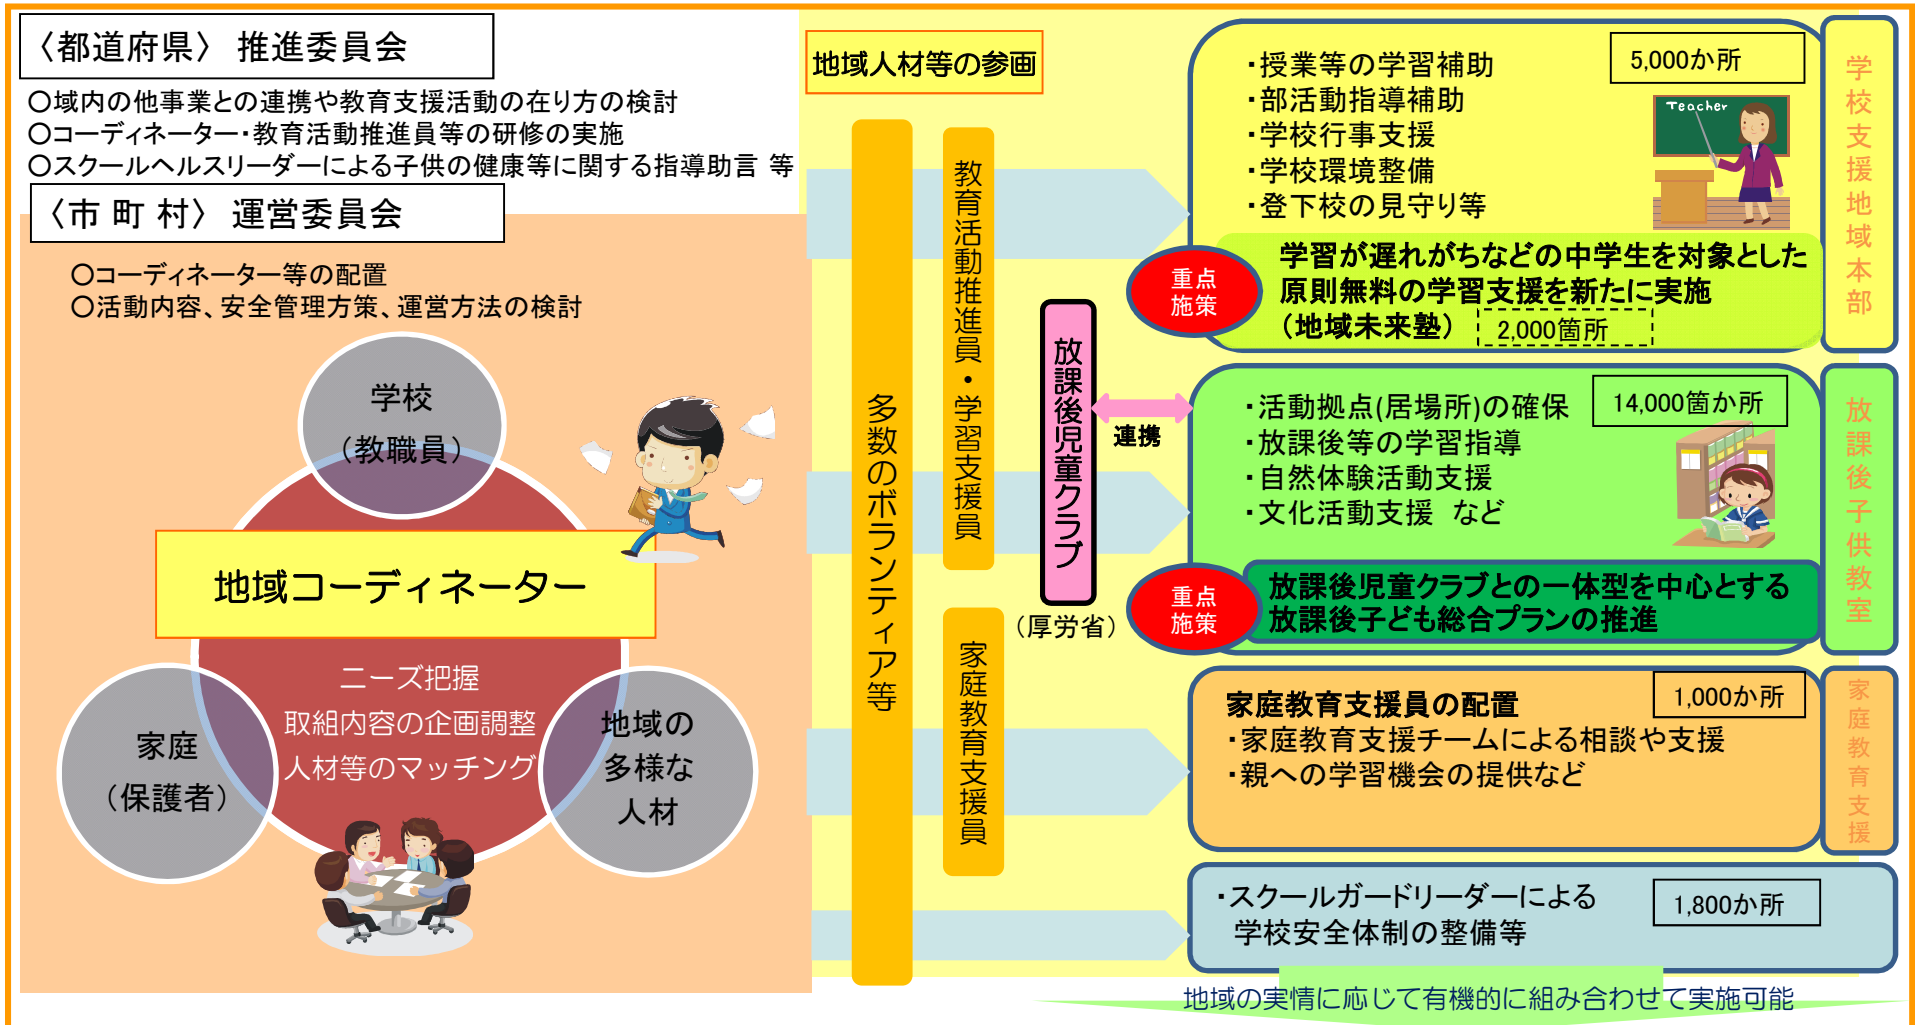 〈都道府県〉 推進委員会
○域内の他事業との連携や教育支援活動の在り方の検討
○コーディネーター・教育活動推進員等の研修の実施
○スクールヘルスリーダーによる子供の健康等に関する指導助言 等
〈市 町 村〉 運営委員会
○コーディネーター等の配置
○活動内容、安全管理方策、運営方法の検討
学校
（教職員）
地域コーディネーター
ニーズ把握
取組内容の企画調整
人材等のマッチング
家庭
（保護者）
地域の
多様な
人材
地域人材等の参画
多数のボランティア等
教育活動推進員・学習支援員
家庭教育支援員
放課後児童クラブ
（厚労省）
連携
・授業等の学習補助
・部活動指導補助
・学校行事支援
・学校環境整備
・登下校の見守り等
5,000か所
Teacher
重点
施策
学習が遅れがちなどの中学生を対象とした
原則無料の学習支援を新たに実施
（地域未来塾）
2,000箇所
学校支援地域本部
・活動拠点(居場所)の確保
・放課後等の学習指導
・自然体験活動支援
・文化活動支援 など
14,000箇か所
重点
施策
放課後児童クラブとの一体型を中心とする
放課後子ども総合プランの推進
放課後子供教室
家庭教育支援員の配置
・家庭教育支援チームによる相談や支援
・親への学習機会の提供など
1,000か所
家庭教育支援
・スクールガードリーダーによる
学校安全体制の整備等
1,800か所
地域の実情に応じて有機的に組み合わせて実施可能